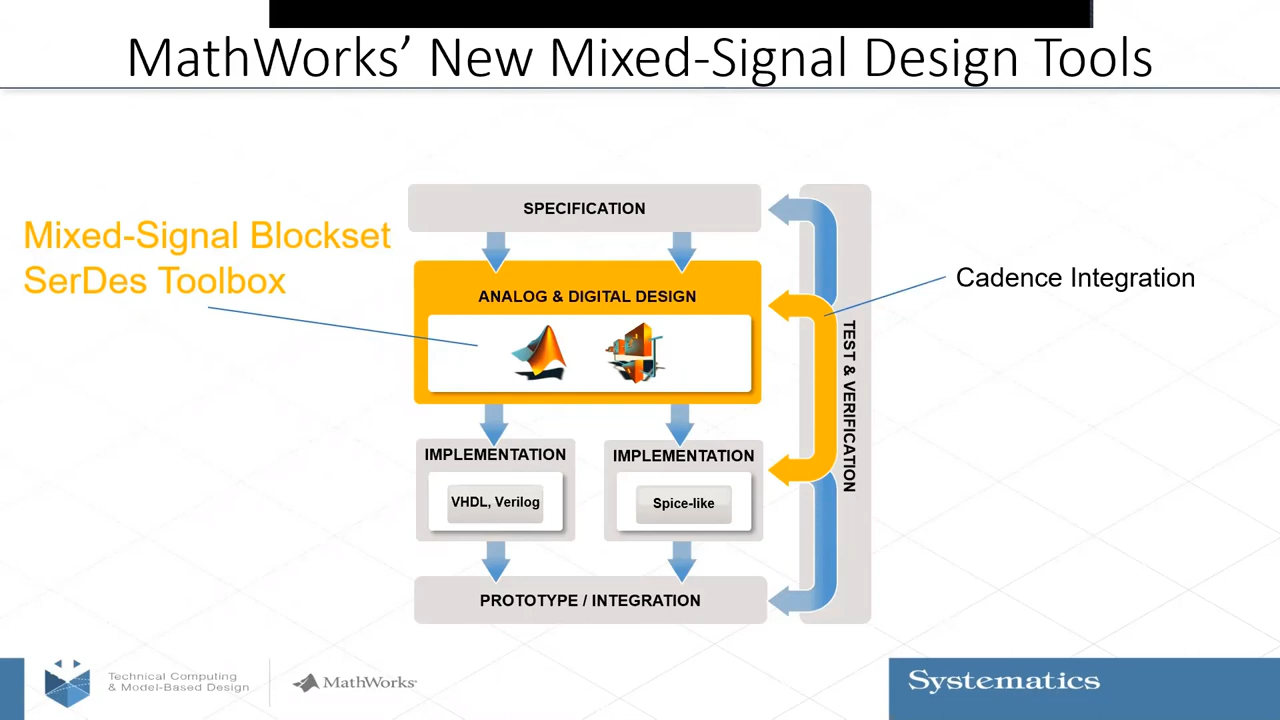 MathWorks’ New Mixed-Signal Design Tools
Mixed-Signal Blockset
SerDes Toolbox
SPECIFICATION
ANALOG & DIGITAL DESIGN
Cadence Integration
TEST & VERIFICATION
IMPLEMENTATION
VHDL, Verilog
IMPLEMENTATION
Spice-like
PROTOTYPE / INTEGRATION
Technical Computing
& Model-Based Design
MathWorks®
Systematics